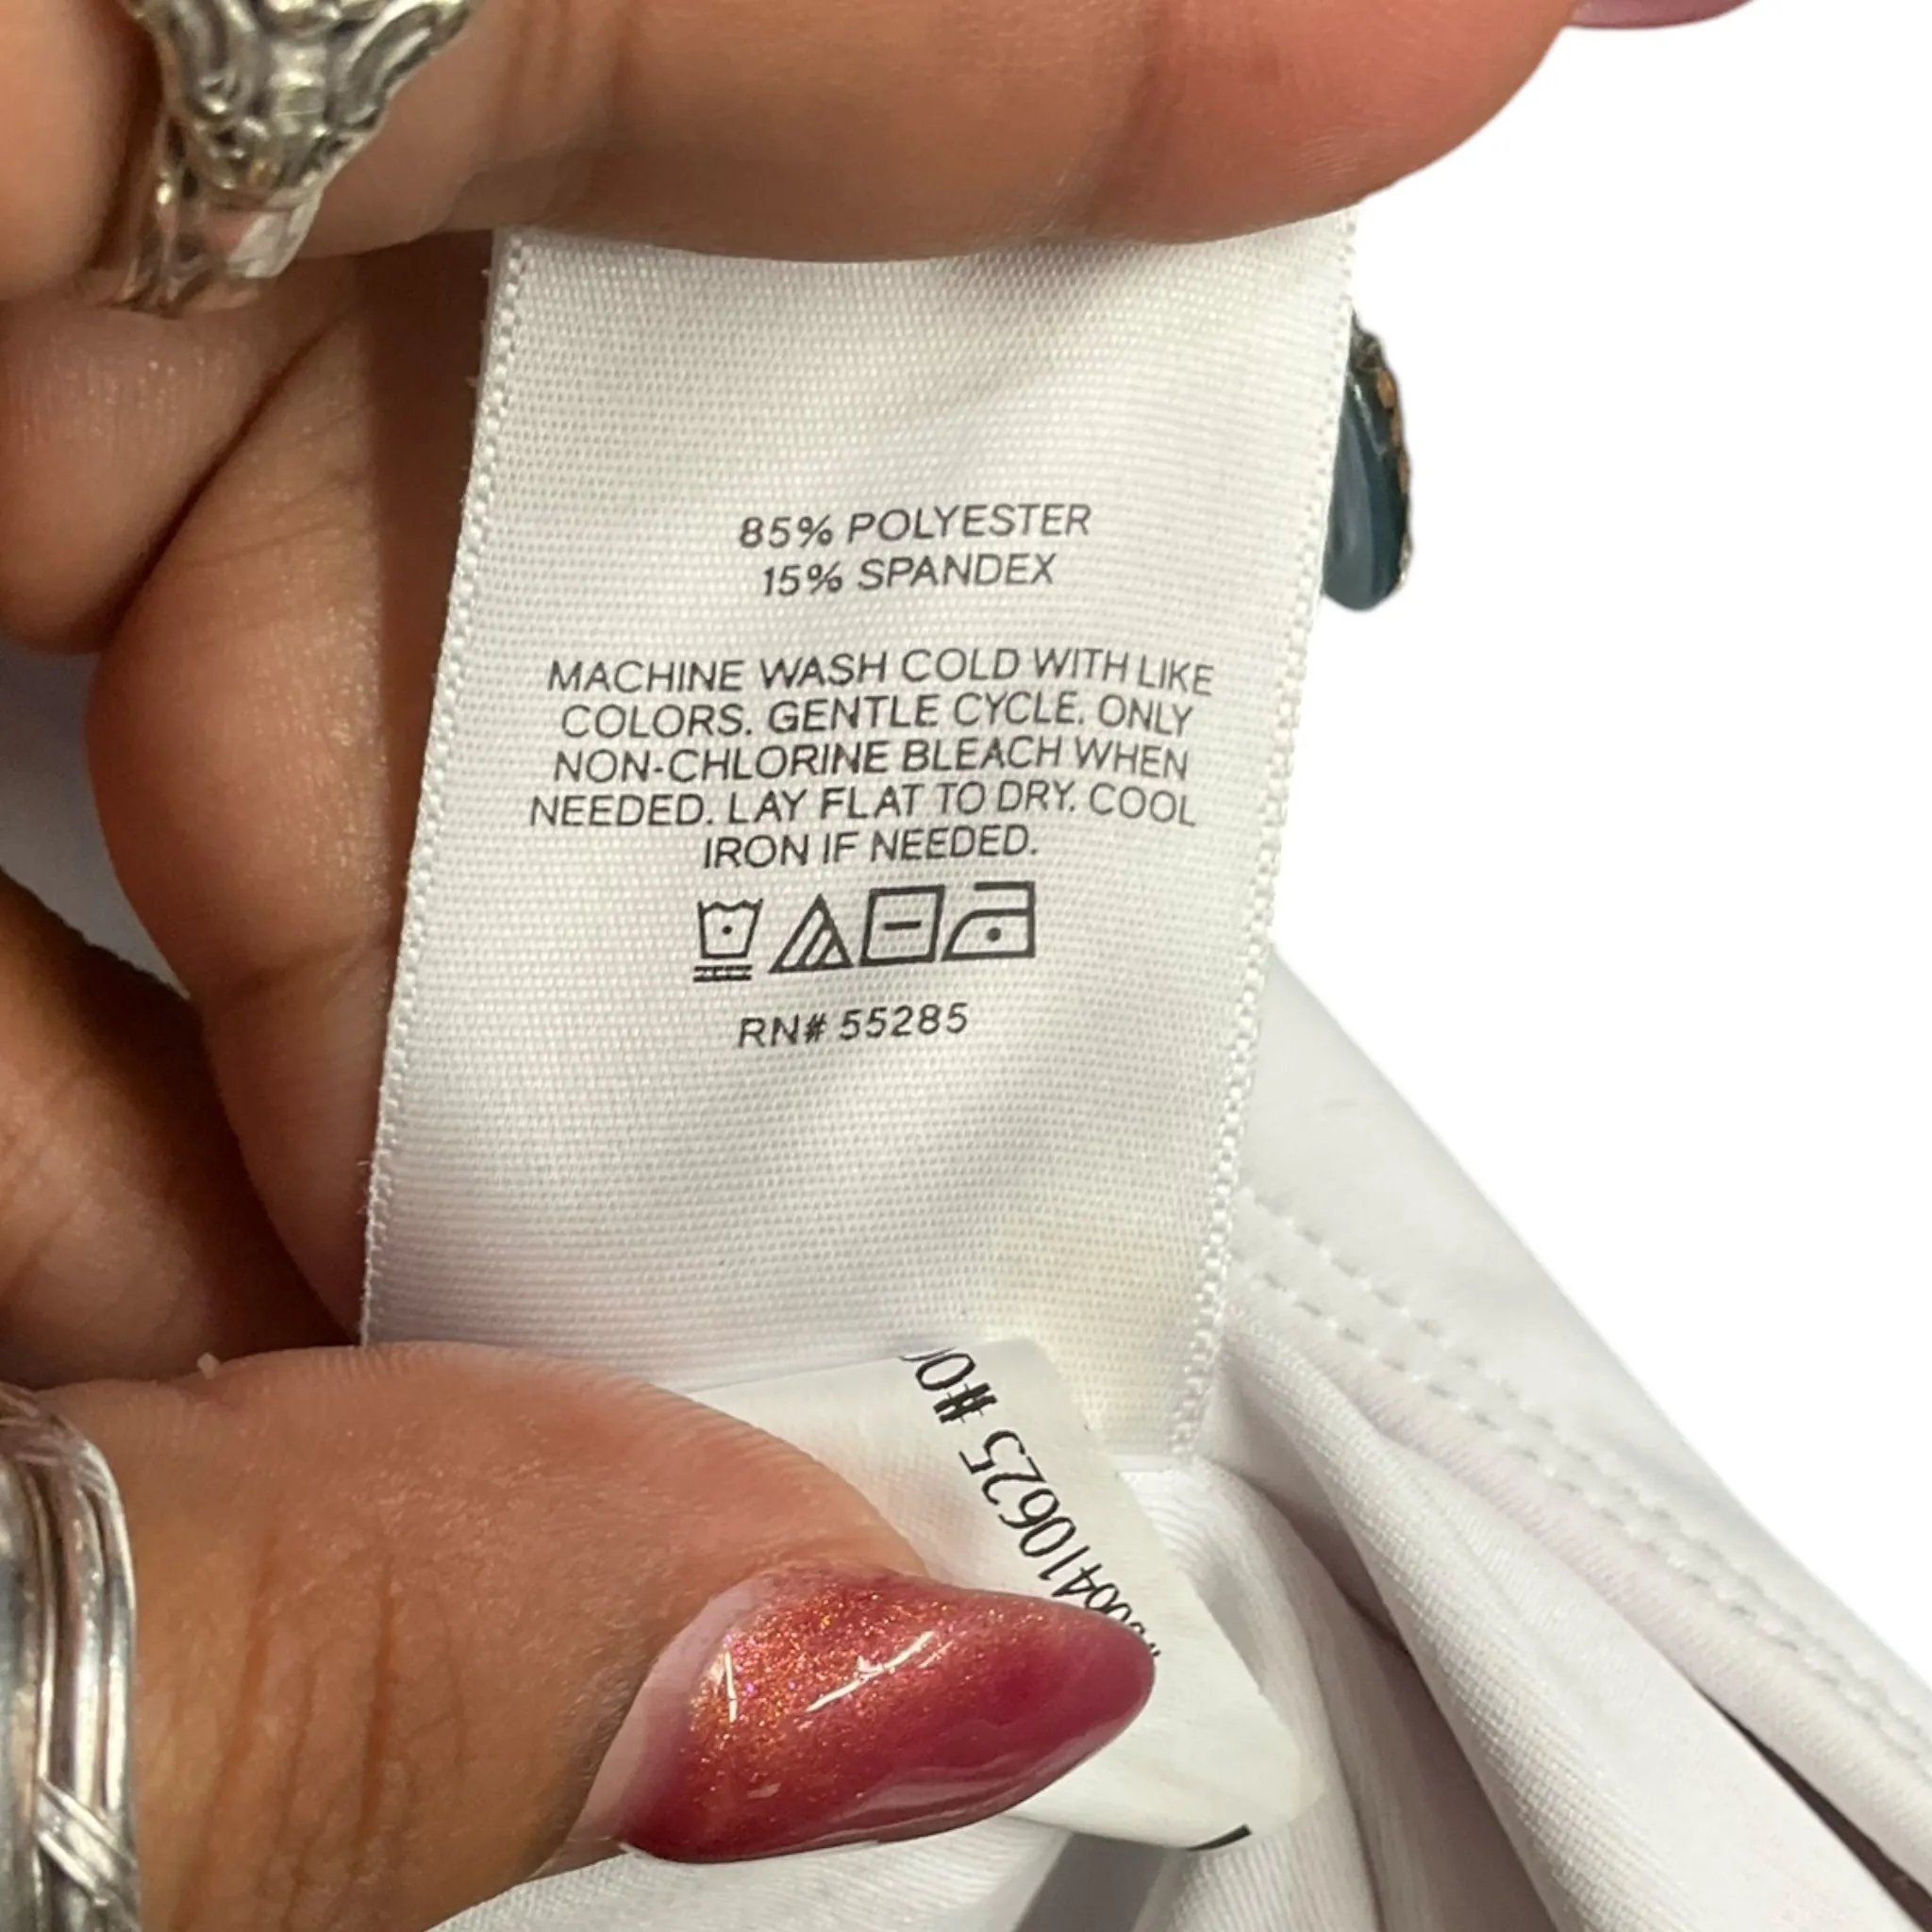 85% POLYESTER
15% SPANDEX
MACHINE WASH COLD WITH LIKE
COLORS. GENTLE CYCLE. ONLY
NON-CHLORINE BLEACH WHEN
NEEDED. LAY FLAT TO DRY. COOL
IRON IF NEEDED.
RN# 55285